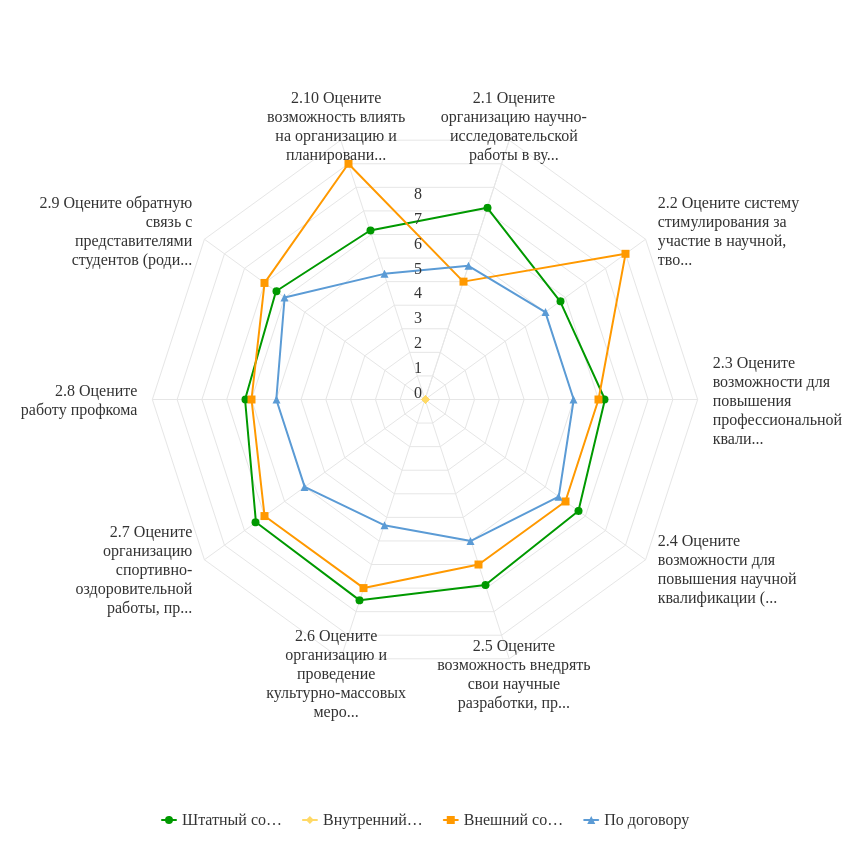 2.10 Оцените
возможность влиять
на организацию и
планировани...
2.1 Оцените
организацию научно-
исследовательской
работы в ву...
2.9 Оцените обратную
связь с
представителями
студентов (роди...
2.2 Оцените систему
стимулирования за
участие в научной,
тво...
8
7
6
5
4
3
2
1
0
2.8 Оцените
работу профкома
2.3 Оцените
возможности для
повышения
профессиональной
квали...
2.7 Оцените
организацию
спортивно-
оздоровительной
работы, пр...
2.4 Оцените
возможности для
повышения научной
квалификации (...
2.6 Оцените
организацию и
проведение
культурно-массовых
меро...
2.5 Оцените
возможность внедрять
свои научные
разработки, пр...
Штатный со… Внутренний… Внешний со… По договору